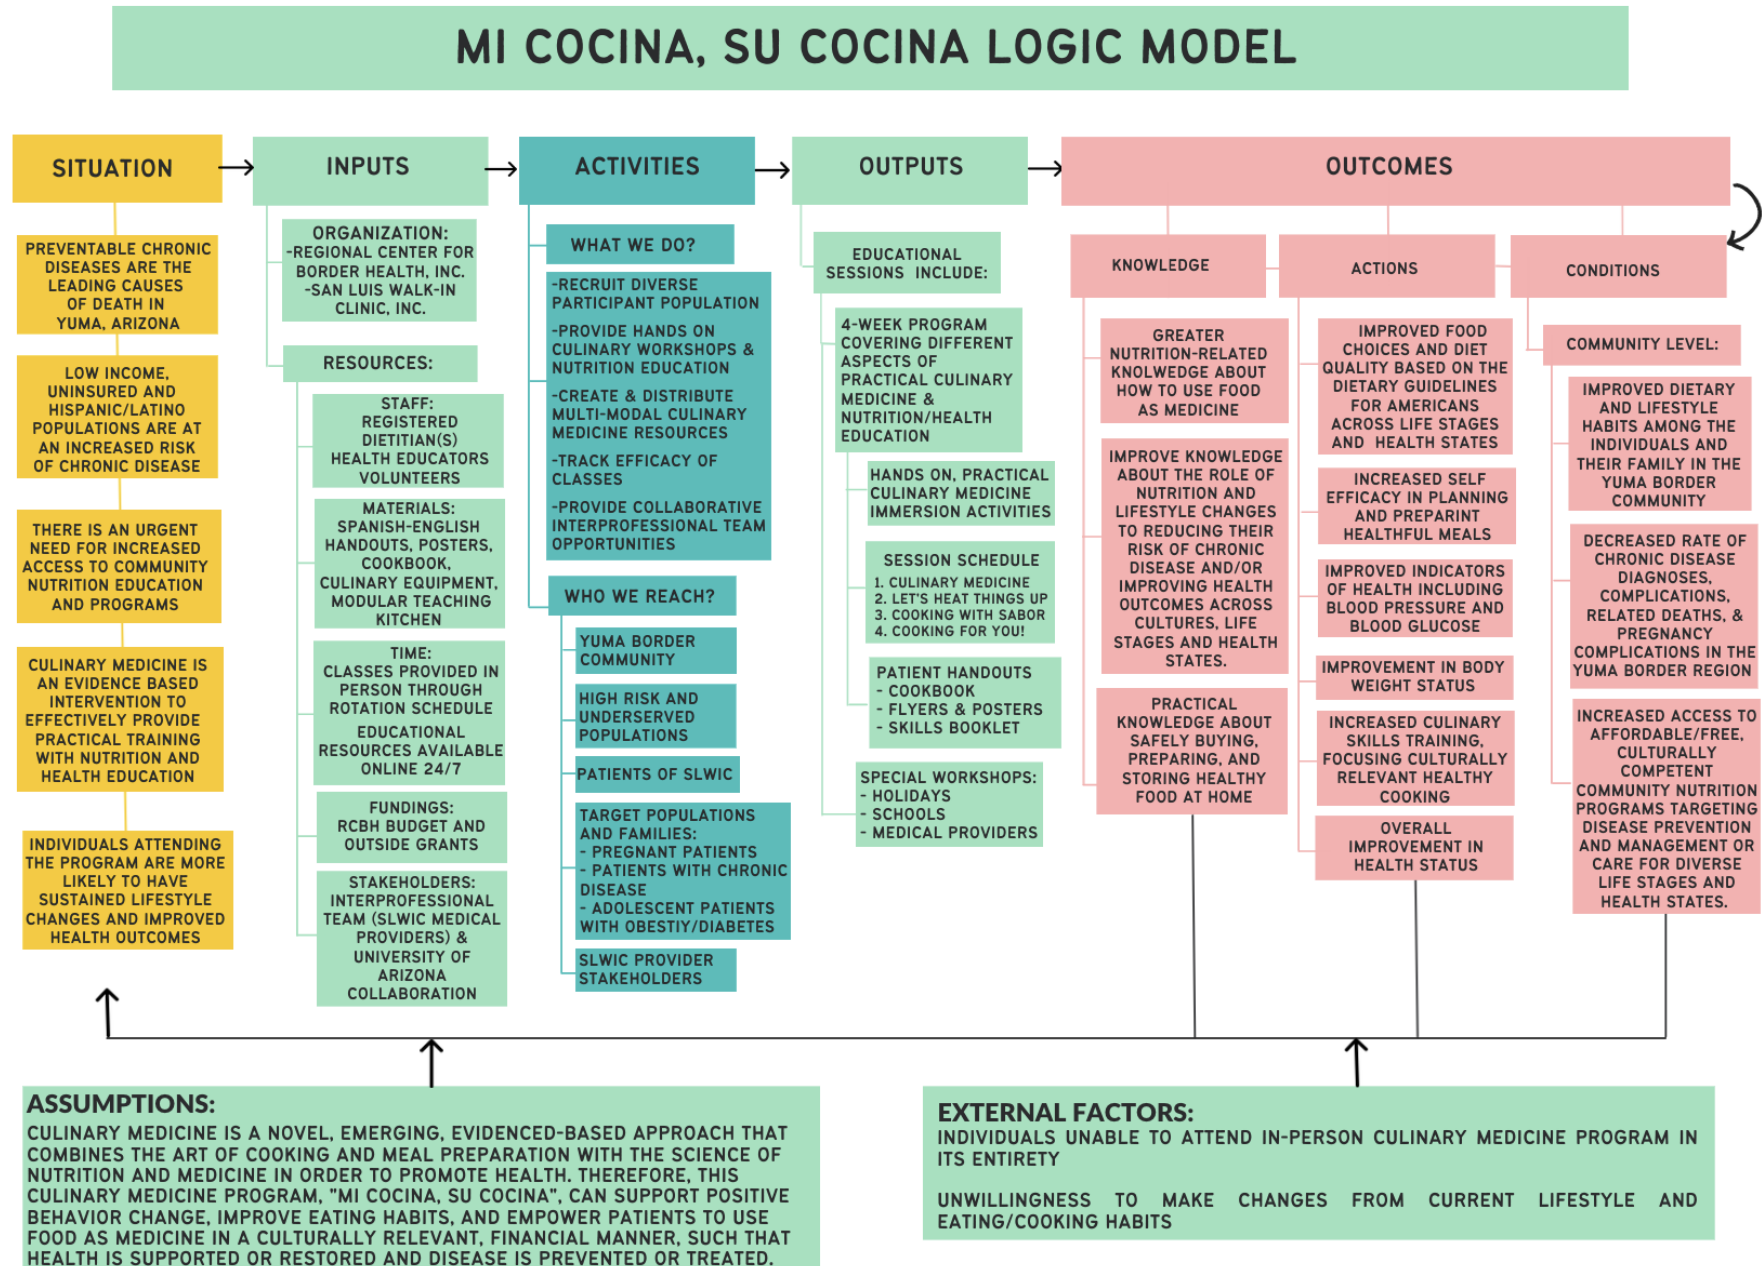 MI COCINA, SU COCINA LOGIC MODEL
SITUATION
PREVENTABLE CHRONIC
DISEASES ARE THE
LEADING CAUSES
OF DEATH IN
YUMA, ARIZONA
LOW INCOME,
UNINSURED AND
HISPANIC/LATINO
POPULATIONS ARE AT
AN INCREASED RISK
OF CHRONIC DISEASE
THERE IS AN URGENT
NEED FOR INCREASED
ACCESS TO COMMUNITY
NUTRITION EDUCATION
AND PROGRAMS
CULINARY MEDICINE IS
AN EVIDENCE BASED
INTERVENTION TO
EFFECTIVELY PROVIDE
PRACTICAL TRAINING
WITH NUTRITION AND
HEALTH EDUCATION
INDIVIDUALS ATTENDING
THE PROGRAM ARE MORE
LIKELY TO HAVE
SUSTAINED LIFESTYLE
CHANGES AND IMPROVED
HEALTH OUTCOMES
INPUTS
ORGANIZATION:
-REGIONAL CENTER FOR
BORDER HEALTH, INC.
-SAN LUIS WALK-IN
CLINIC, INC.
RESOURCES:
STAFF:
REGISTERED
DIETITIAN(S)
HEALTH EDUCATORS
VOLUNTEERS
MATERIALS:
SPANISH-ENGLISH
HANDOUTS, POSTERS,
COOKBOOK,
CULINARY EQUIPMENT,
MODULAR TEACHING
KITCHEN
TIME:
CLASSES PROVIDED IN
PERSON THROUGH
ROTATION SCHEDULE
EDUCATIONAL
RESOURCES AVAILABLE
ONLINE 24/7
FUNDINGS:
RCBH BUDGET AND
OUTSIDE GRANTS
STAKEHOLDERS:
INTERPROFESSIONAL
TEAM (SLWIC MEDICAL
PROVIDERS) &
UNIVERSITY OF
ARIZONA
COLLABORATION
ACTIVITIES
WHAT WE DO?
-RECRUIT DIVERSE
PARTICIPANT POPULATION
-PROVIDE HANDS ON
CULINARY WORKSHOPS &
NUTRITION EDUCATION
-CREATE & DISTRIBUTE
MULTI-MODAL CULINARY
MEDICINE RESOURCES
-TRACK EFFICACY OF
CLASSES
-PROVIDE COLLABORATIVE
INTERPROFESSIONAL TEAM
OPPORTUNITIES
WHO WE REACH?
YUMA BORDER
COMMUNITY
HIGH RISK AND
UNDERSERVED
POPULATIONS
PATIENTS OF SLWIC
TARGET POPULATIONS
AND FAMILIES:
- PREGNANT PATIENTS
- PATIENTS WITH CHRONIC
DISEASE
- ADOLESCENT PATIENTS
WITH OBESTIY/DIABETES
SLWIC PROVIDER
STAKEHOLDERS
OUTPUTS
EDUCATIONAL
SESSIONS INCLUDE:
4-WEEK PROGRAM
COVERING DIFFERENT
ASPECTS OF
PRACTICAL CULINARY
MEDICINE &
NUTRITION/HEALTH
EDUCATION
HANDS ON, PRACTICAL
CULINARY MEDICINE
IMMERSION ACTIVITIES
SESSION SCHEDULE
1. CULINARY MEDICINE
2. LET'S HEAT THINGS UP
3. COOKING WITH SABOR
4. COOKING FOR YOU!
PATIENT HANDOUTS
- COOKBOOK
- FLYERS & POSTERS
- SKILLS BOOKLET
SPECIAL WORKSHOPS:
- HOLIDAYS
- SCHOOLS
- MEDICAL PROVIDERS
OUTCOMES
KNOWLEDGE
GREATER
NUTRITION-RELATED
KNOLWEDGE ABOUT
HOW TO USE FOOD
AS MEDICINE
IMPROVE KNOWLEDGE
ABOUT THE ROLE OF
NUTRITION AND
LIFESTYLE CHANGES
TO REDUCING THEIR
RISK OF CHRONIC
DISEASE AND/OR
IMPROVING HEALTH
OUTCOMES ACROSS
CULTURES, LIFE
STAGES AND HEALTH
STATES.
PRACTICAL
KNOWLEDGE ABOUT
SAFELY BUYING,
PREPARING, AND
STORING HEALTHY
FOOD AT HOME
ACTIONS
IMPROVED FOOD
CHOICES AND DIET
QUALITY BASED ON THE
DIETARY GUIDELINES
FOR AMERICANS
ACROSS LIFE STAGES
AND HEALTH STATES
INCREASED SELF
EFFICACY IN PLANNING
AND PREPARINT
HEALTHFUL MEALS
IMPROVED INDICATORS
OF HEALTH INCLUDING
BLOOD PRESSURE AND
BLOOD GLUCOSE
IMPROVEMENT IN BODY
WEIGHT STATUS
INCREASED CULINARY
SKILLS TRAINING,
FOCUSING CULTURALLY
RELEVANT HEALTHY
COOKING
OVERALL
IMPROVEMENT IN
HEALTH STATUS
CONDITIONS
COMMUNITY LEVEL:
IMPROVED DIETARY
AND LIFESTYLE
HABITS AMONG THE
INDIVIDUALS AND
THEIR FAMILY IN THE
YUMA BORDER
COMMUNITY
DECREASED RATE OF
CHRONIC DISEASE
DIAGNOSES,
COMPLICATIONS,
RELATED DEATHS, &
PREGNANCY
COMPLICATIONS IN THE
YUMA BORDER REGION
INCREASED ACCESS TO
AFFORDABLE/FREE,
CULTURALLY
COMPETENT
COMMUNITY NUTRITION
PROGRAMS TARGETING
DISEASE PREVENTION
AND MANAGEMENT OR
CARE FOR DIVERSE
LIFE STAGES AND
HEALTH STATES.
ASSUMPTIONS:
CULINARY MEDICINE IS A NOVEL, EMERGING, EVIDENCED-BASED APPROACH THAT
COMBINES THE ART OF COOKING AND MEAL PREPARATION WITH THE SCIENCE OF
NUTRITION AND MEDICINE IN ORDER TO PROMOTE HEALTH. THEREFORE, THIS
CULINARY MEDICINE PROGRAM, "MI COCINA, SU COCINA", CAN SUPPORT POSITIVE
BEHAVIOR CHANGE, IMPROVE EATING HABITS, AND EMPOWER PATIENTS TO USE
FOOD AS MEDICINE IN A CULTURALLY RELEVANT, FINANCIAL MANNER, SUCH THAT
HEALTH IS SUPPORTED OR RESTORED AND DISEASE IS PREVENTED OR TREATED.
EXTERNAL FACTORS:
INDIVIDUALS UNABLE TO ATTEND IN-PERSON CULINARY MEDICINE PROGRAM IN
ITS ENTIRETY
UNWILLINGNESS TO MAKE CHANGES FROM CURRENT LIFESTYLE AND
EATING/COOKING HABITS